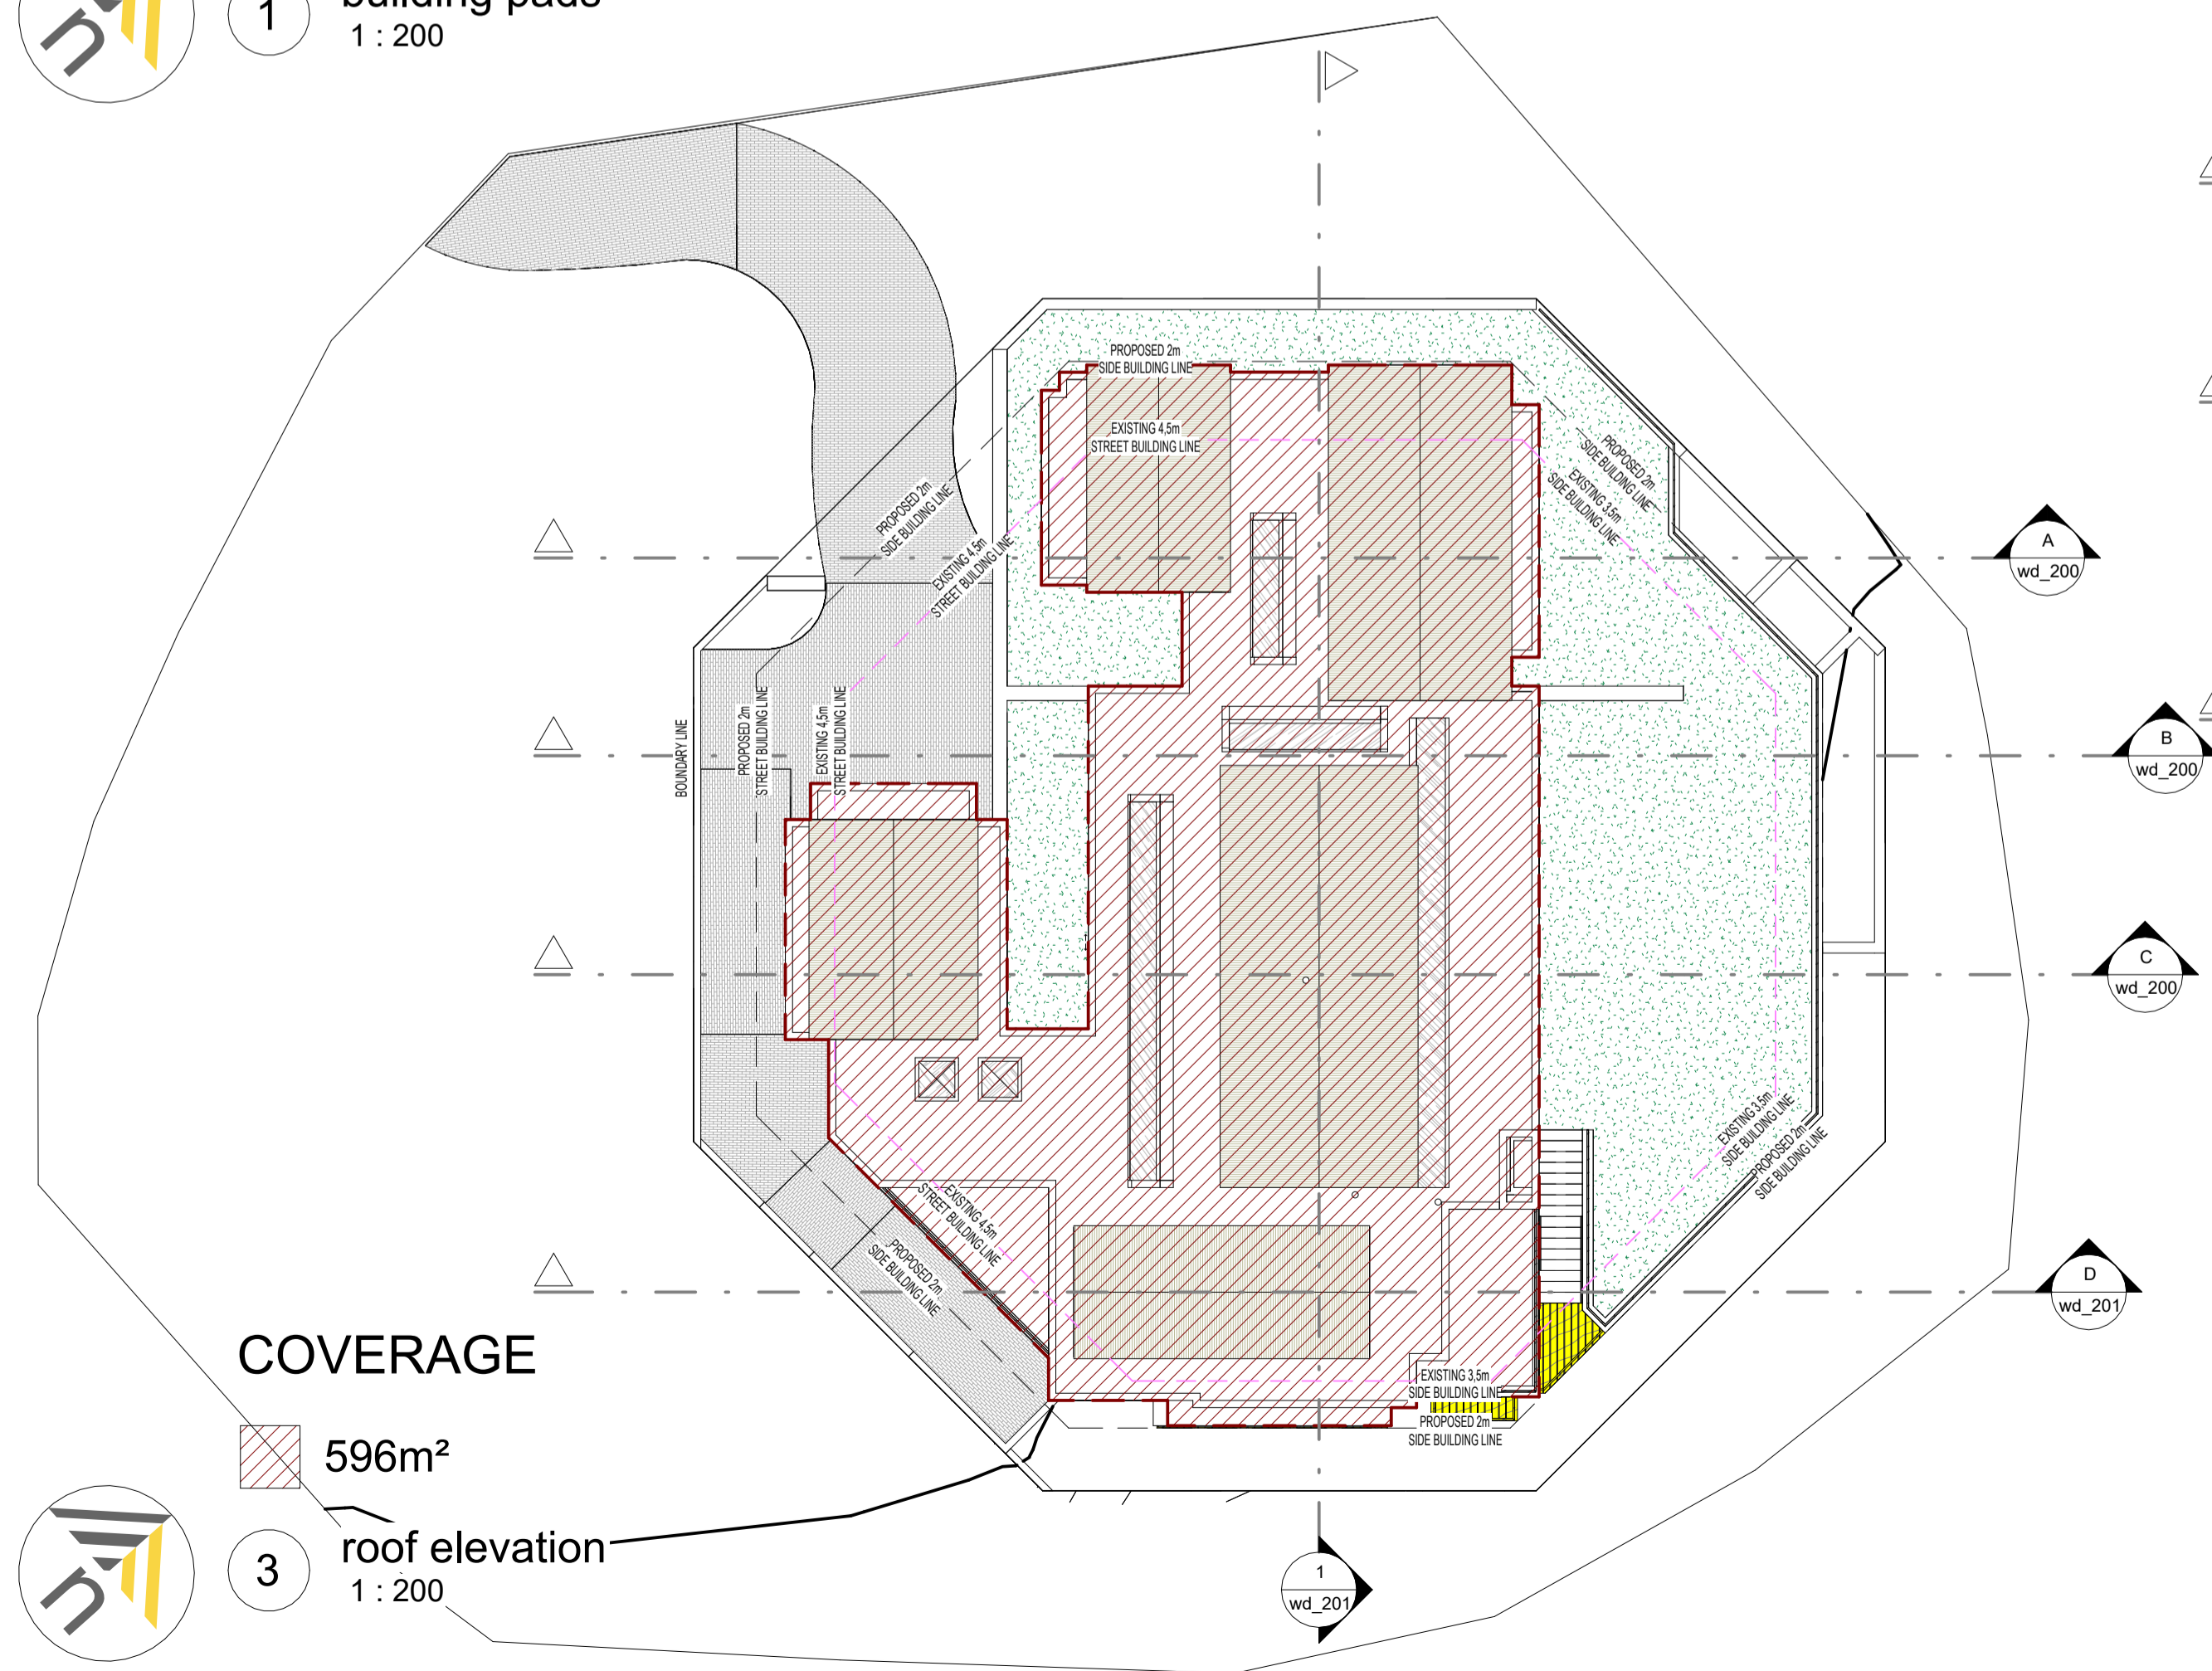 1
building pads
1 : 200
PROPOSED 2m
SIDE BUILDING LINE
EXISTING 4,5m
STREET BUILDING LINE
PROPOSED 2m
SIDE BUILDING LINE
EXISTING 3,5m
SIDE BUILDING LINE
PROPOSED 2m
SIDE BUILDING LINE
EXISTING 4,5m
STREET BUILDING LINE
A
wd_200
BOUNDARY LINE
PROPOSED 2m
STREET BUILDING LINE
EXISTING 4,5m
STREET BUILDING LINE
B
wd_200
C
wd_200
EXISTING 3,5m
SIDE BUILDING LINE
PROPOSED 2m
SIDE BUILDING LINE
EXISTING 4,5m
STREET BUILDING LINE
PROPOSED 2m
SIDE BUILDING LINE
D
wd_201
EXISTING 3,5m
SIDE BUILDING LINE
PROPOSED 2m
SIDE BUILDING LINE
COVERAGE
596m²
n
3
roof elevation
1 : 200
1
wd_201
n